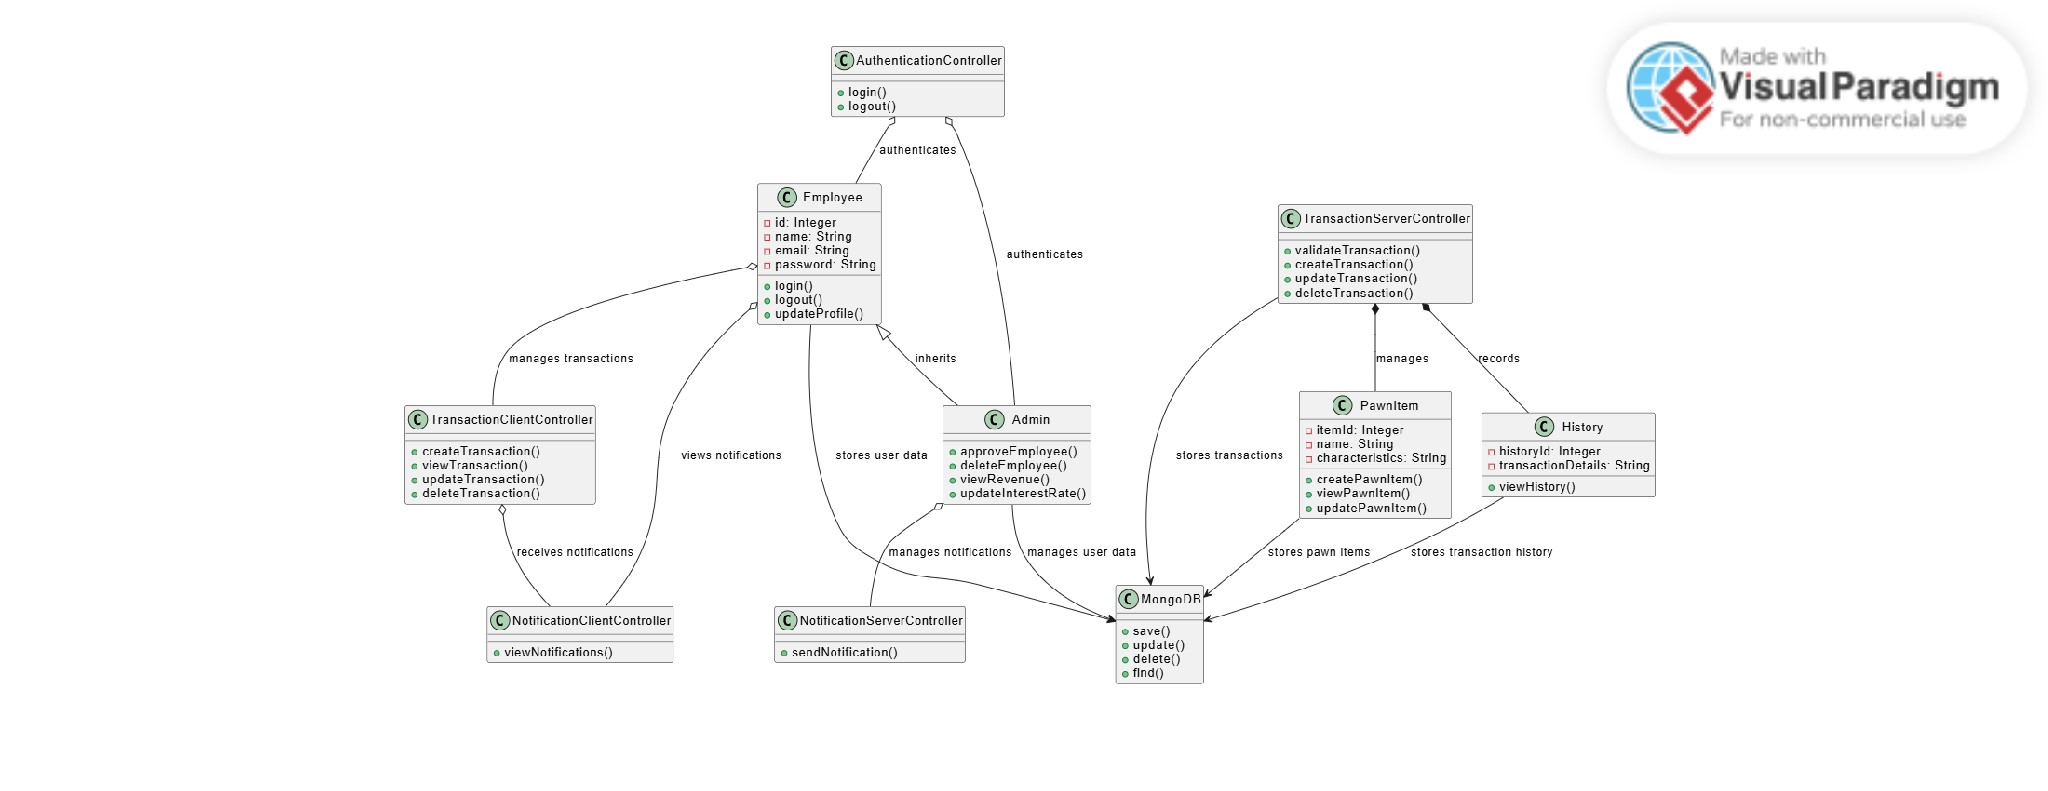 Made with
Visual Paradigm
For non-commercial use
C AuthenticationController
login()
logout()
authenticates
authenticates
C Employee
id: Integer
name: String
email: String
password: String
login()
logout()
updateProfile()
C TransactionServerController
validateTransaction()
createTransaction()
updateTransaction()
deleteTransaction()
manages transactions
inherits
manages
records
C TransactionClientController
createTransaction()
viewTransaction()
updateTransaction()
deleteTransaction()
views notifications
stores user data
C Admin
approveEmployee()
deleteEmployee()
viewRevenue()
updateInterestRate()
stores transactions
C PawnItem
itemId: Integer
name: String
characteristics: String
createPawnItem()
viewPawnItem()
updatePawnItem()
C History
historyId: Integer
transactionDetails: String
viewHistory()
receives notifications
manages notifications
manages user data
stores pawn items
stores transaction history
C NotificationClientController
viewNotifications()
C NotificationServerController
sendNotification()
C MongoDB
save()
update()
delete()
find()